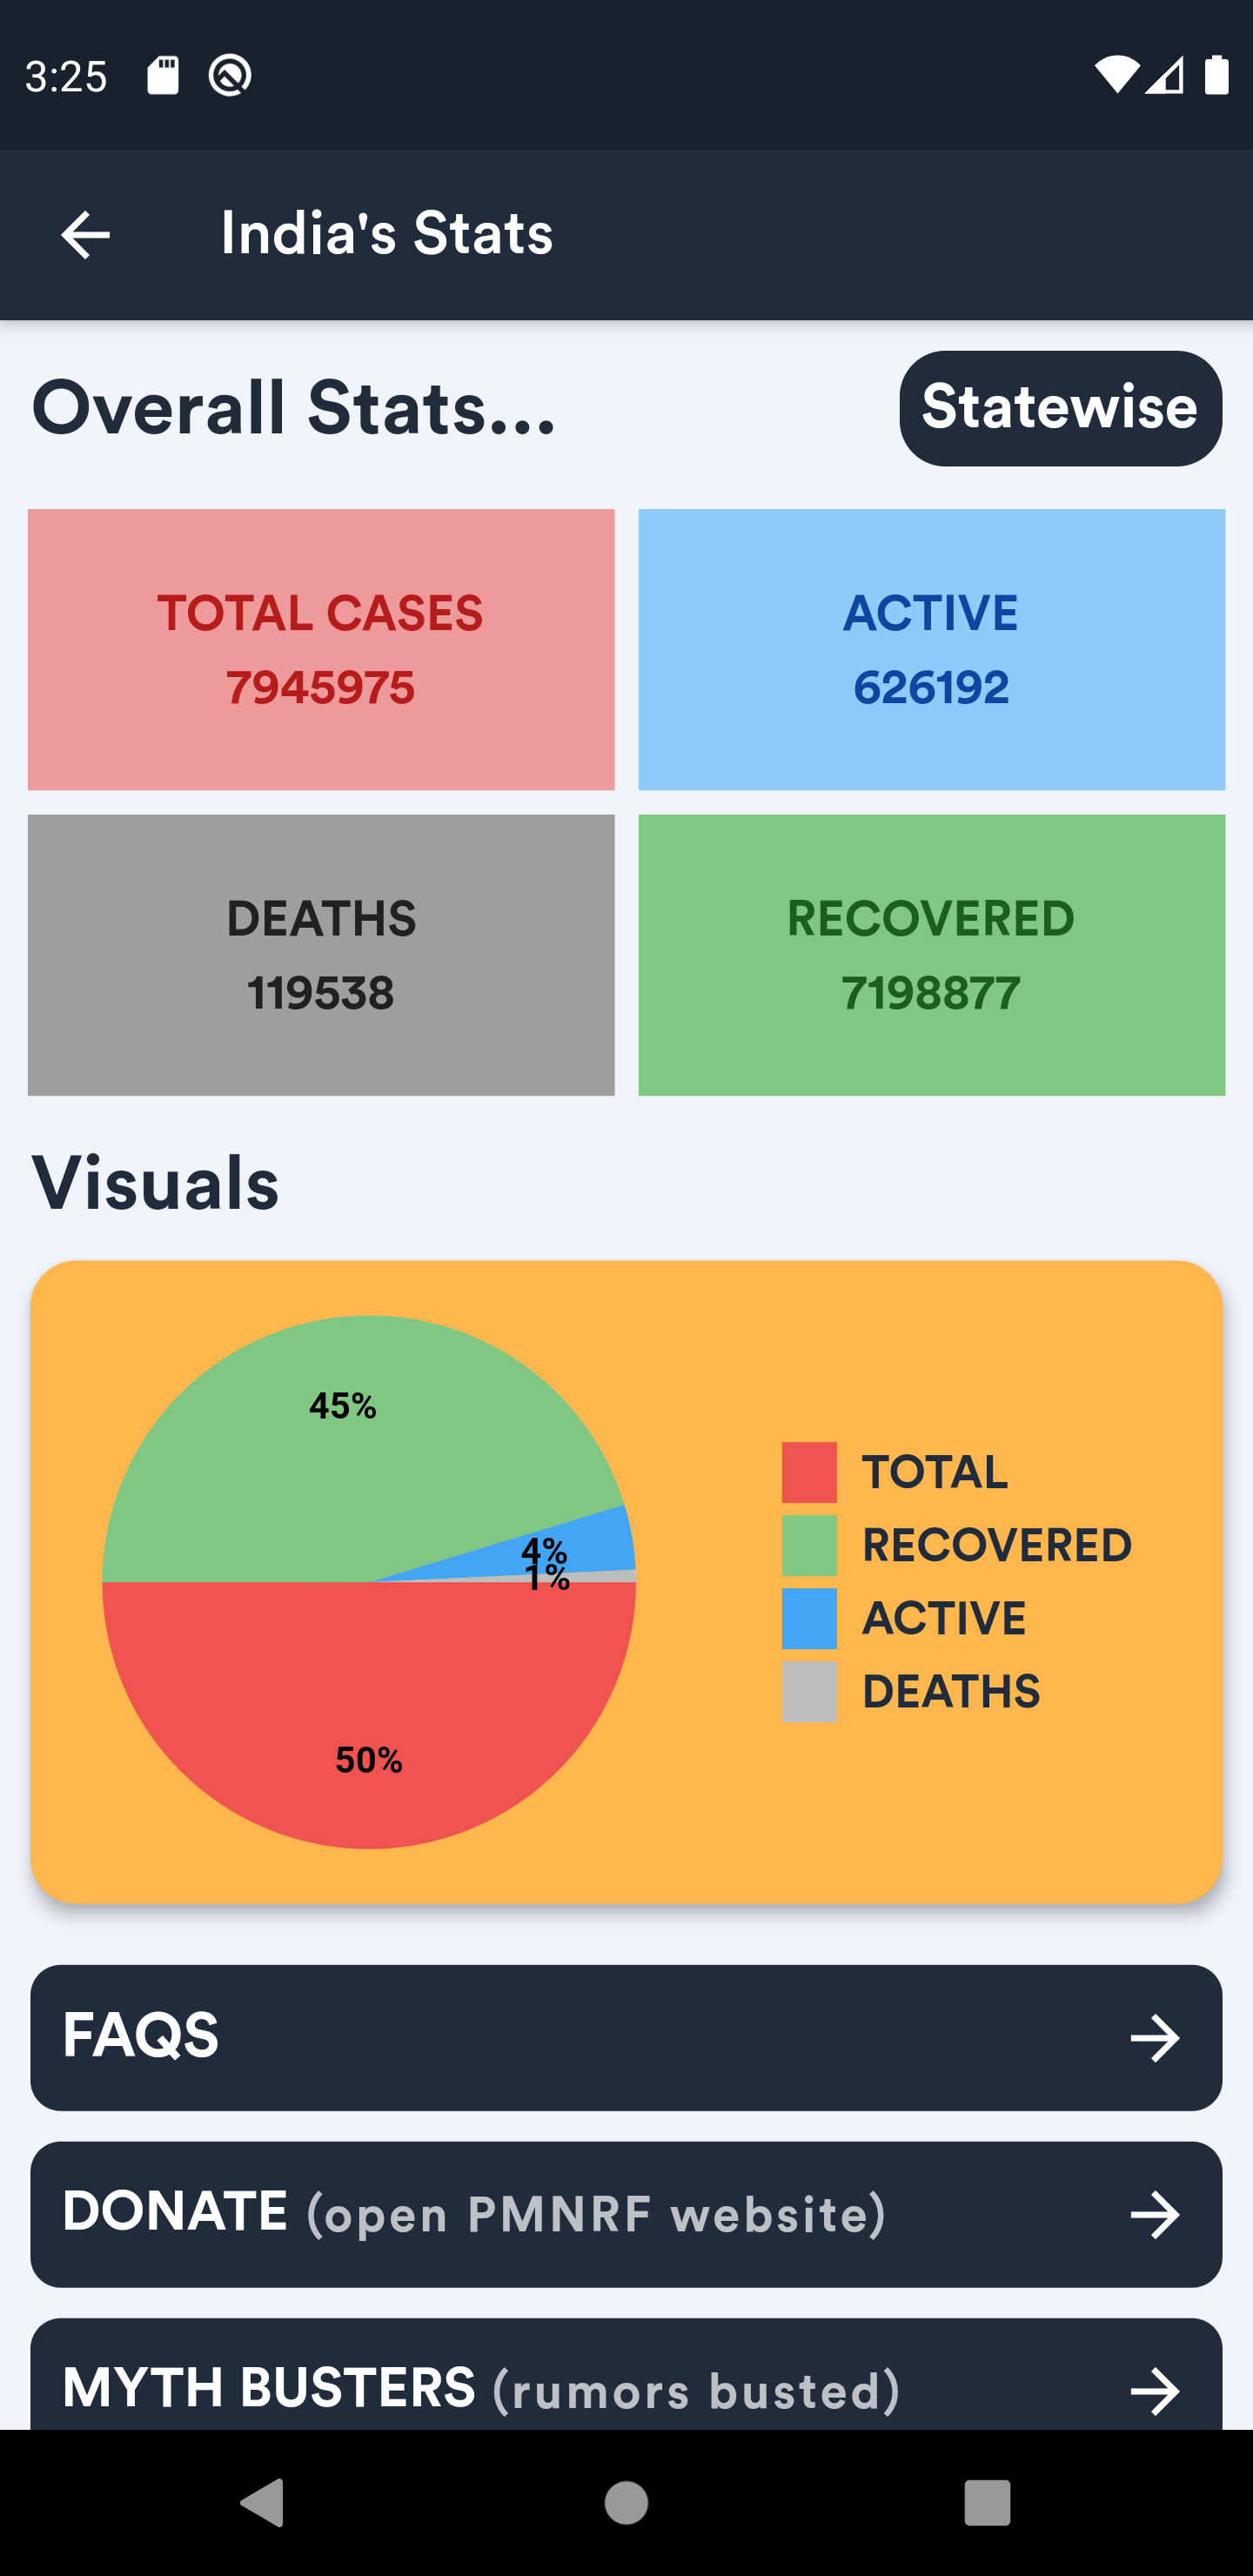 3:25
India's Stats
Overall Stats...
Statewise
TOTAL CASES
7945975
ACTIVE
626192
DEATHS
119538
RECOVERED
7198877
Visuals
45%
4%
1%
50%
TOTAL
RECOVERED
ACTIVE
DEATHS
FAQS
DONATE (open PMNRF website)
MYTH BUSTERS (rumors busted)